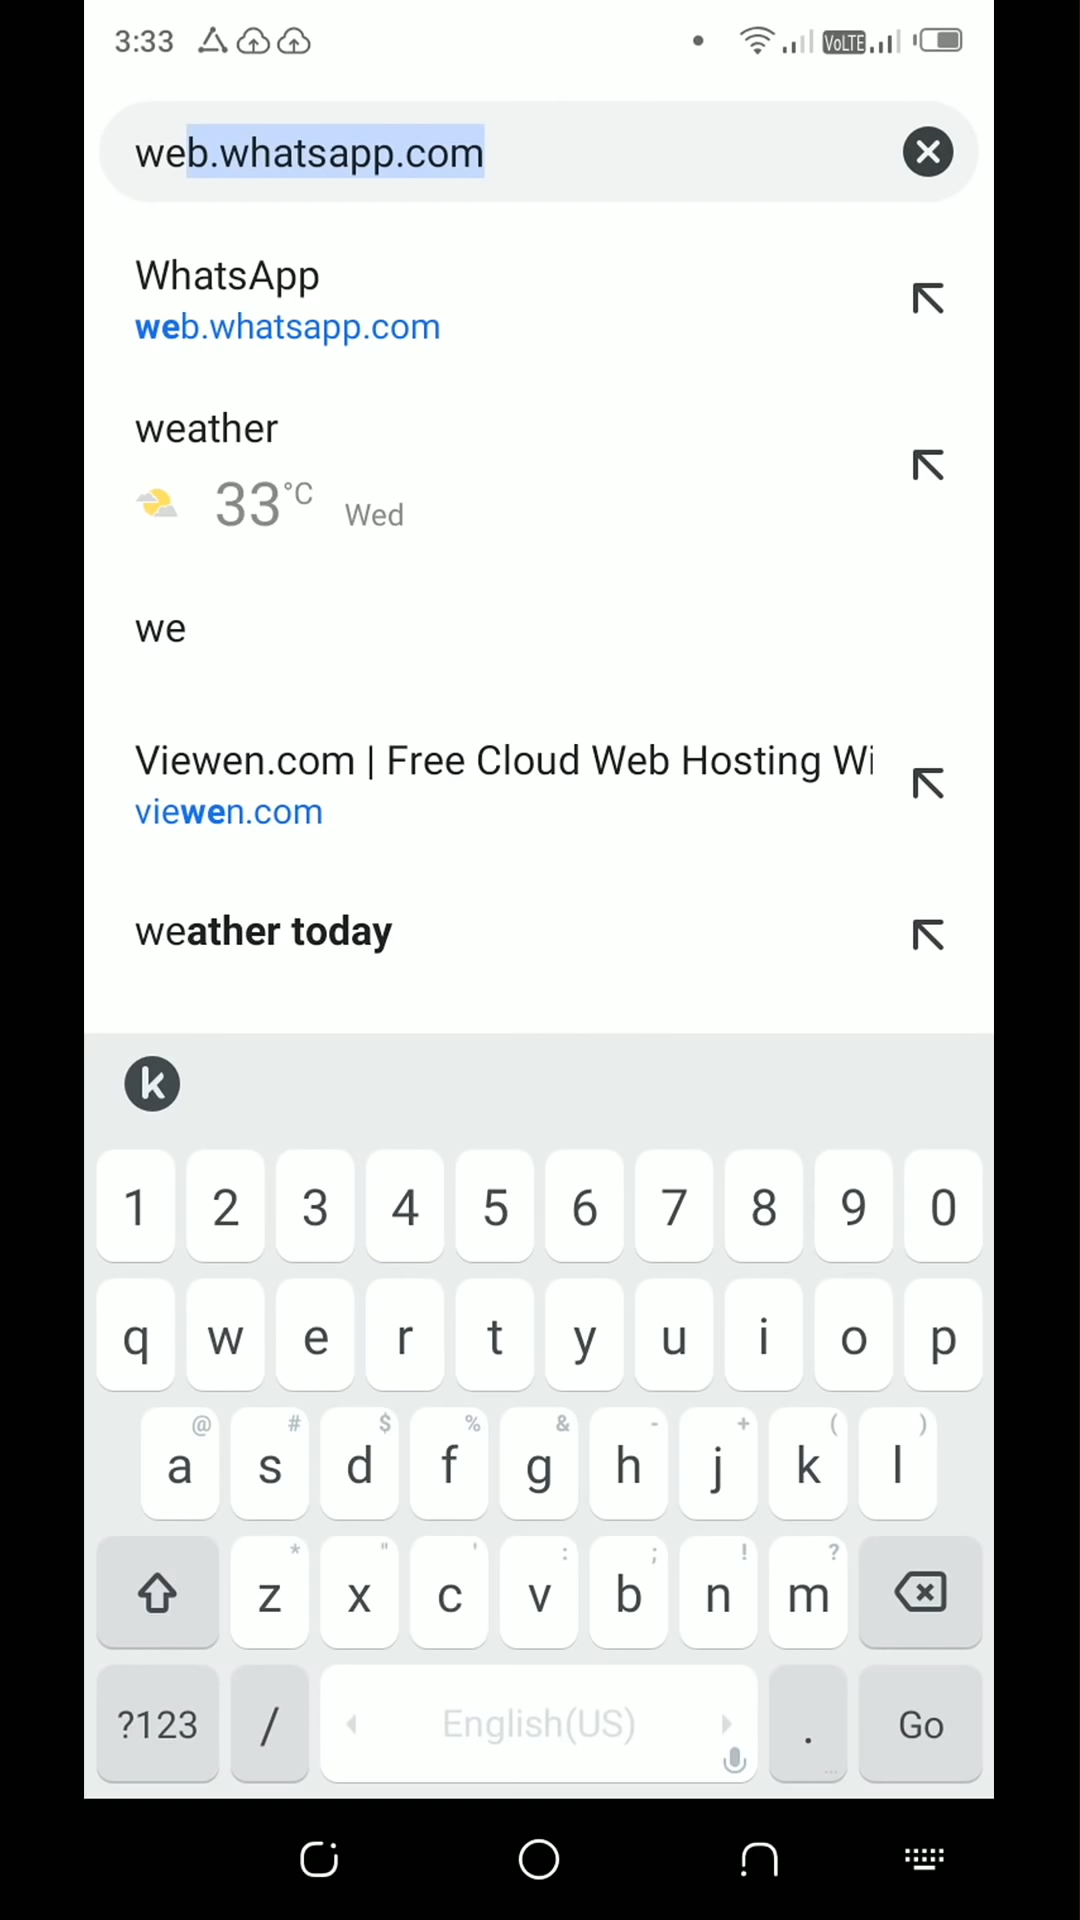 3:33 VoLTE
web.whatsapp.com
WhatsApp
web.whatsapp.com
weather
33°C Wed
we
Viewen.com | Free Cloud Web Hosting Wi
viewen.com
weather today
k
1 2 3 4 5 6 7 8 9 0
q w e r t y u i o p
@ # $ % & - + ( )
a s d f g h j k l
* " ' : ; ! ?
z x c v b n m
?123 / English(US) . ... Go